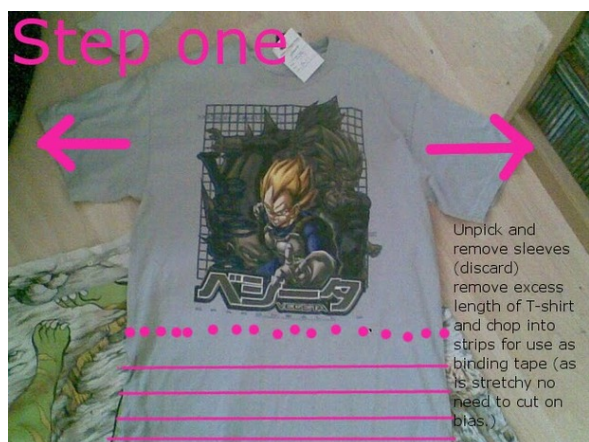 Step one
ベジータ
VEGETA
Unpick and
remove sleeves
(discard)
remove excess
length of T-shirt
and chop into
strips for use as
binding tape (as
is stretchy no
need to cut on
bias.)